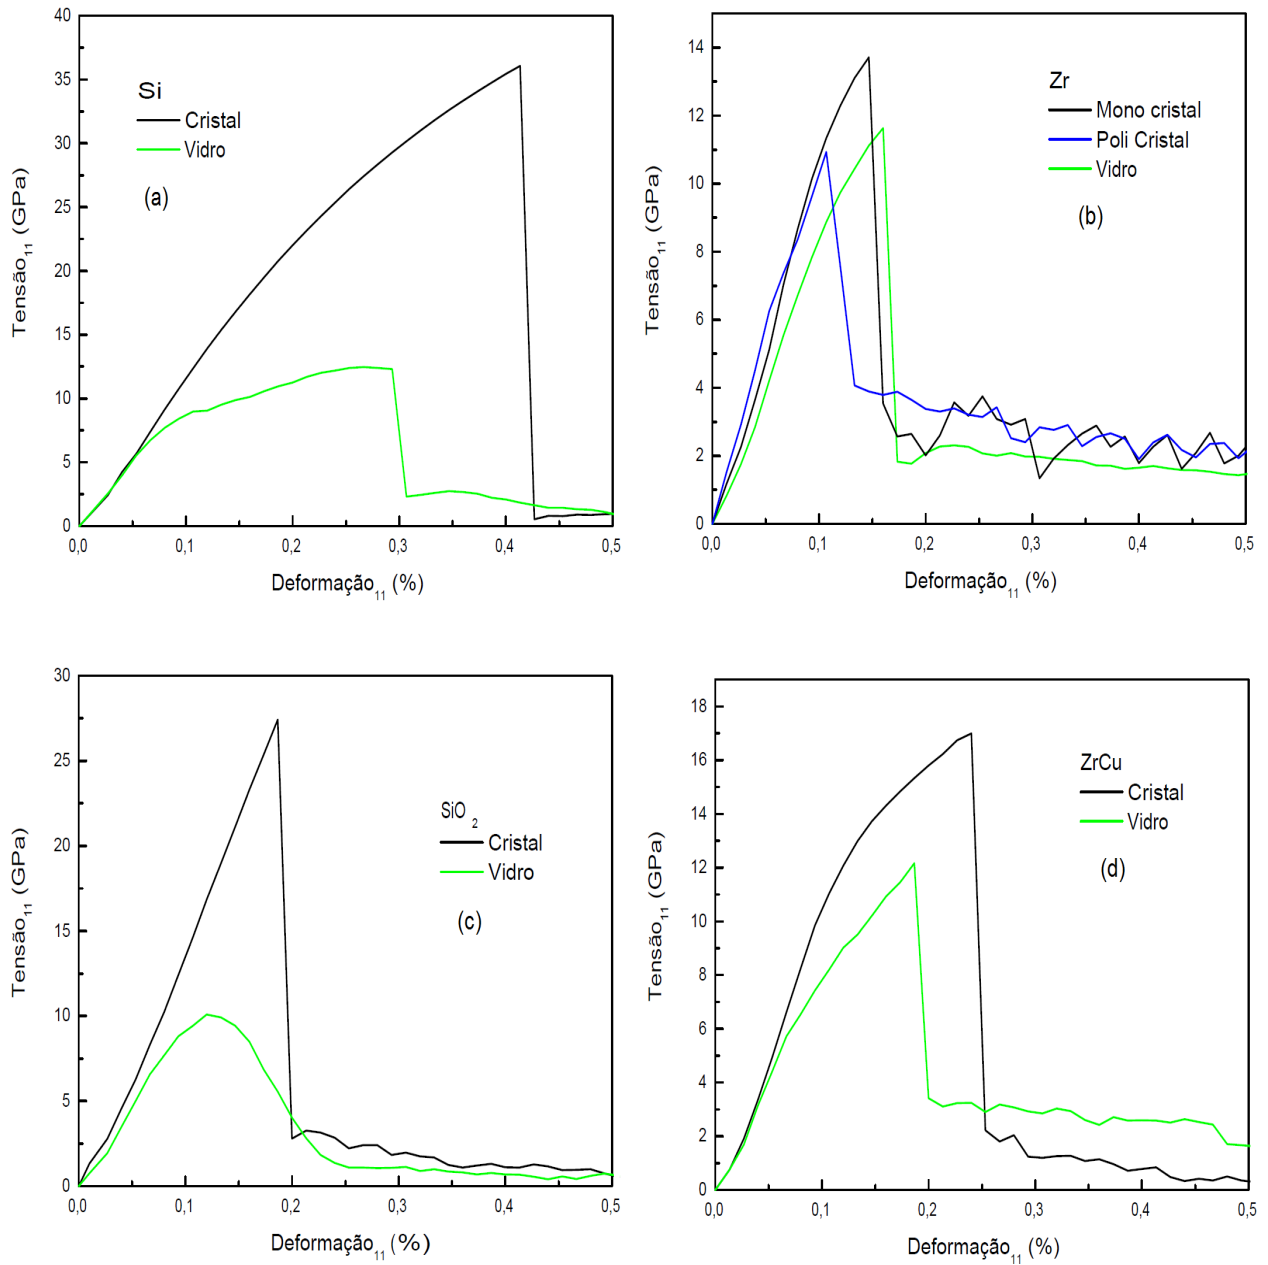 40
35
30
25
20
15
10
5
0
Tensão11 (GPa)
Si
Cristal
Vidro
(a)
0,0 0,1 0,2 0,3 0,4 0,5
Deformação11 (%)
14
12
10
8
6
4
2
0
Tensão11 (GPa)
Zr
Mono cristal
Poli Cristal
Vidro
(b)
0,0 0,1 0,2 0,3 0,4 0,5
Deformação11 (%)
30
25
20
15
10
5
0
Tensão11 (GPa)
SiO2
Cristal
Vidro
(c)
0,0 0,1 0,2 0,3 0,4 0,5
Deformação11 (%)
18
16
14
12
10
8
6
4
2
0
Tensão11 (GPa)
ZrCu
Cristal
Vidro
(d)
0,0 0,1 0,2 0,3 0,4 0,5
Deformação11 (%)